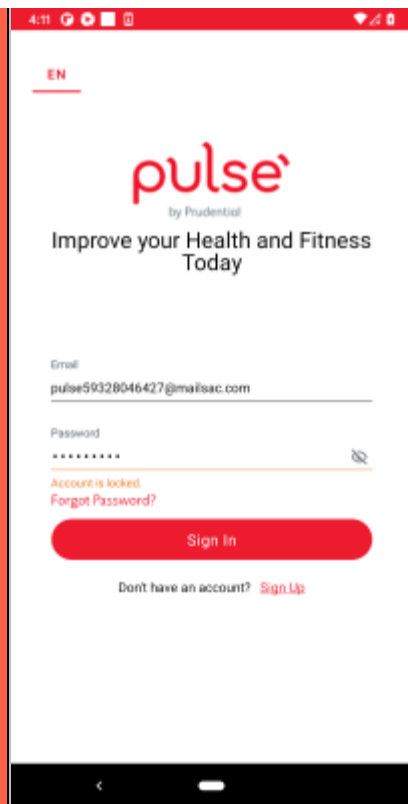 4:11
EN
pulse
by Prudential
Improve your Health and Fitness
Today
Email
pulse59328046427@mailsac.com
Password
Account is locked.
Forgot Password?
Sign In
Don't have an account? Sign Up